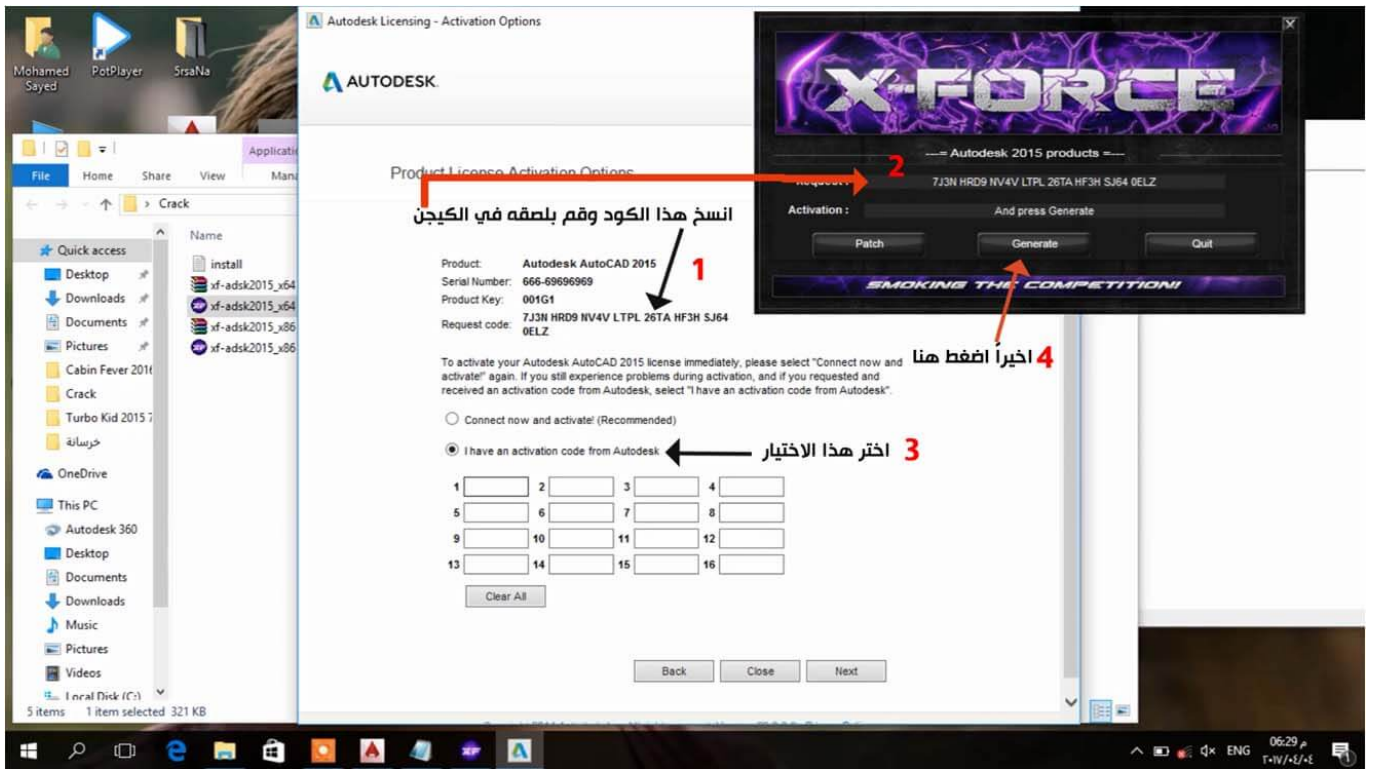 Mohamed Sayed
PotPlayer
SrsaNa
Autodesk Licensing - Activation Options
AUTODESK.
X-FORCE
---= Autodesk 2015 products =---
Request :
7J3N HRD9 NV4V LTPL 26TA HF3H SJ64 0ELZ
Activation :
And press Generate
Patch
Generate
Quit
SMOKING THE COMPETITION!
File
Home
Share
View
Crack
Name
Quick access
Desktop
Downloads
Documents
Pictures
Cabin Fever 2016
Crack
Turbo Kid 2015 7
خرسانة
OneDrive
This PC
Autodesk 360
Desktop
Documents
Downloads
Music
Pictures
Videos
Local Disk (C:)
5 items 1 item selected 321 KB
install
xf-adsk2015_x64
xf-adsk2015_x64
xf-adsk2015_x86
xf-adsk2015_x86
Product License Activation Options
2
انسخ هذا الكود وقم بلصقه في الكيجن
1
Product: Autodesk AutoCAD 2015
Serial Number: 666-69696969
Product Key: 001G1
Request code: 7J3N HRD9 NV4V LTPL 26TA HF3H SJ64
0ELZ
اخيراً اضغط هنا 4
To activate your Autodesk AutoCAD 2015 license immediately, please select "Connect now and
activate!" again. If you still experience problems during activation, and if you requested and
received an activation code from Autodesk, select "I have an activation code from Autodesk".
Connect now and activate! (Recommended)
I have an activation code from Autodesk
اختر هذا الاختيار 3
1 2 3 4
5 6 7 8
9 10 11 12
13 14 15 16
Clear All
Back
Close
Next
ENG
06:29 م
٢٠١٧/٠٤/٠٤